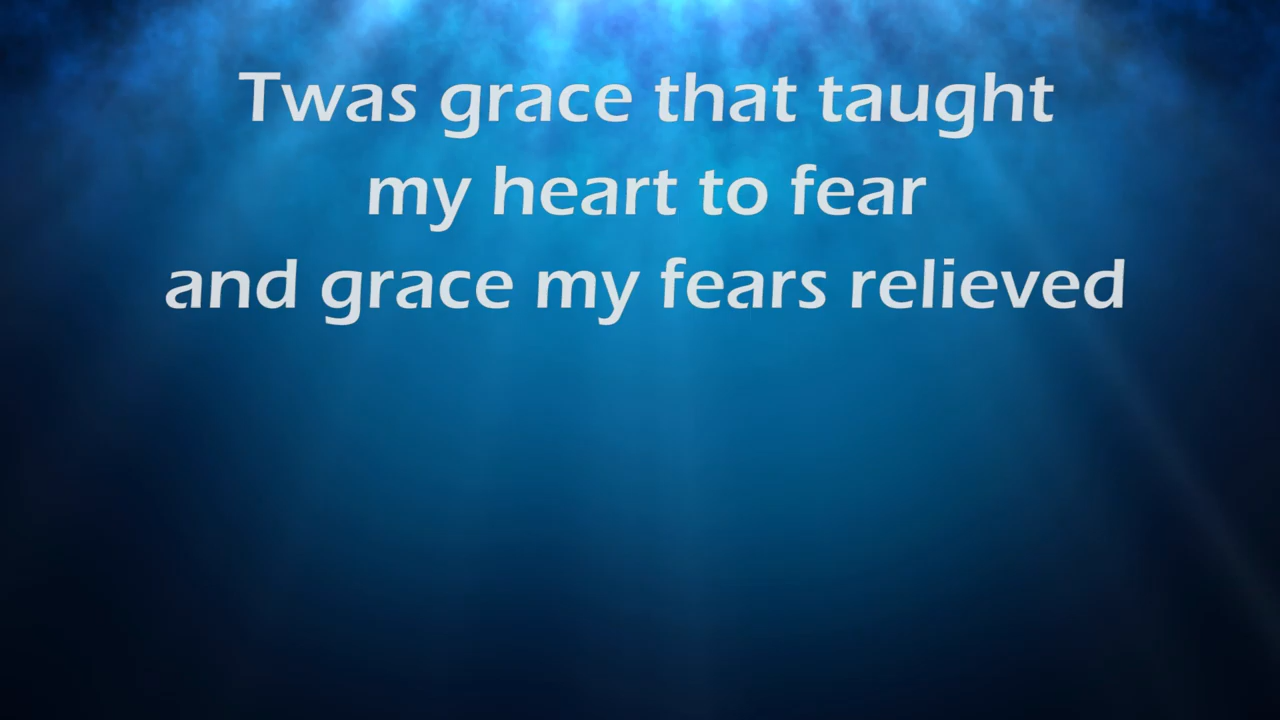 Twas grace that taught
my heart to fear
and grace my fears relieved